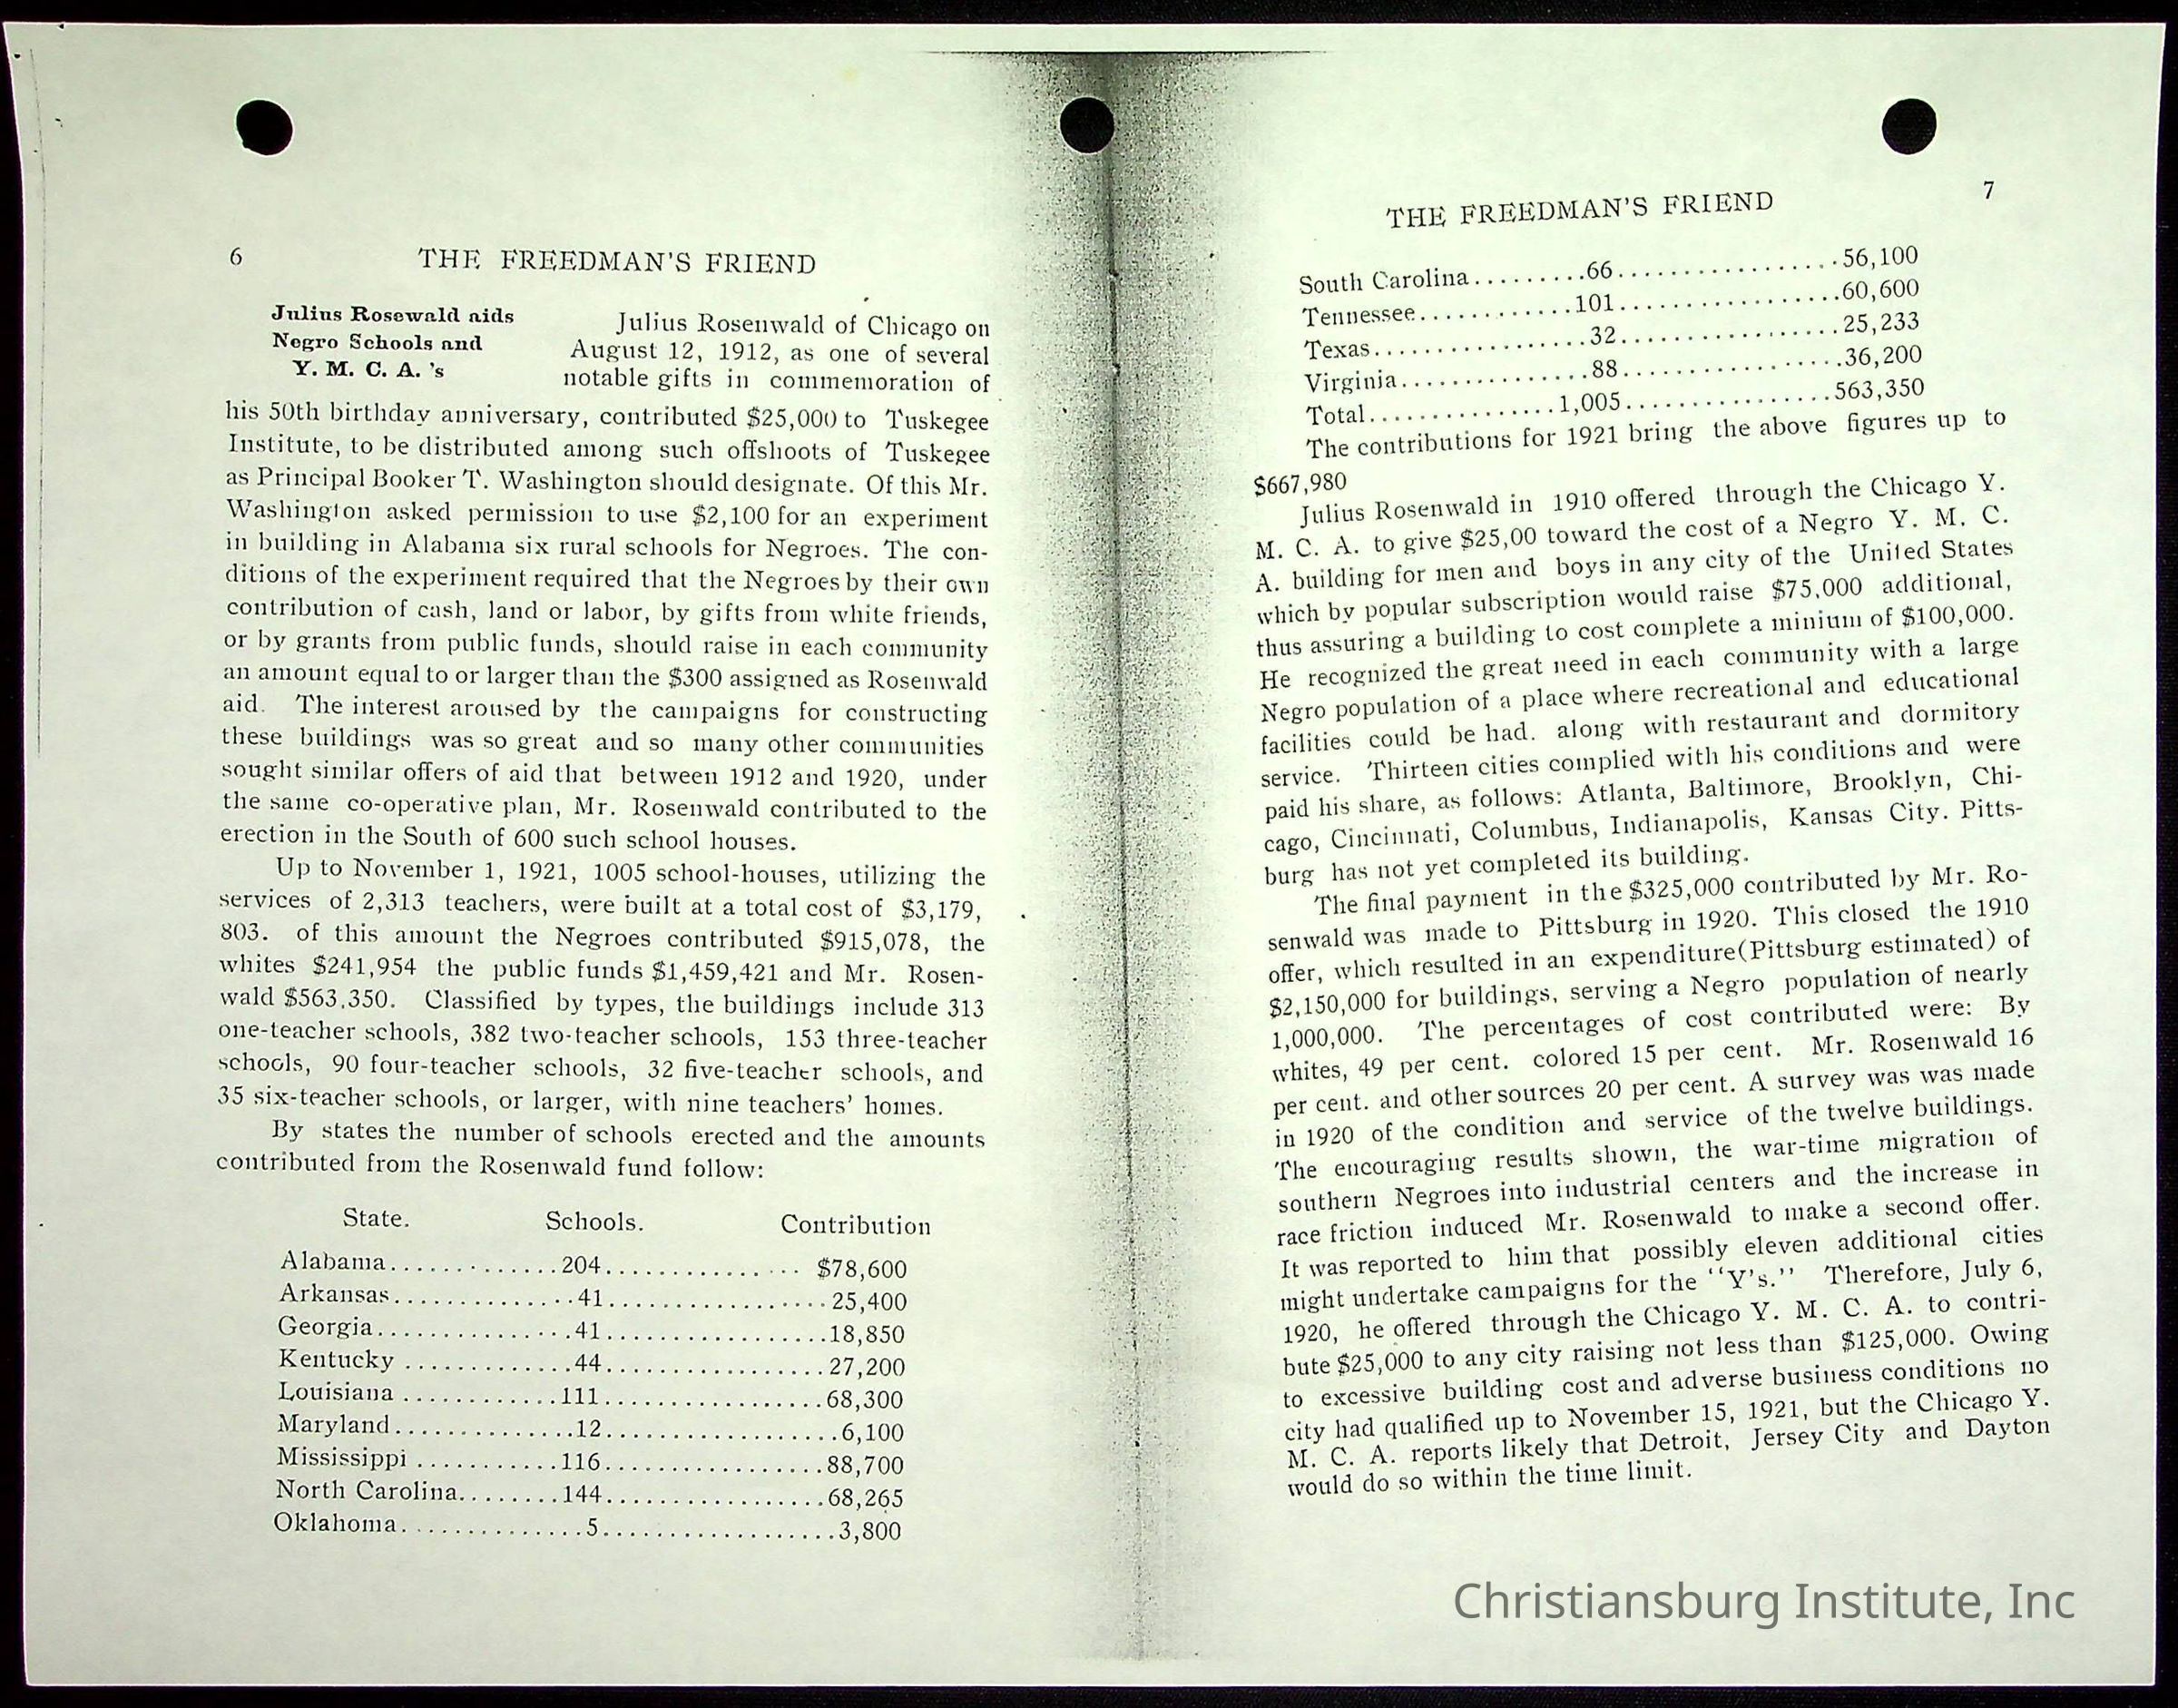 6 THE FREEDMAN'S FRIEND
Julius Rosewald aids
Negro Schools and
Y. M. C. A. 's
Julius Rosenwald of Chicago on
August 12, 1912, as one of several
notable gifts in commemoration of
his 50th birthday anniversary, contributed $25,000 to Tuskegee
Institute, to be distributed among such offshoots of Tuskegee
as Principal Booker T. Washington should designate. Of this Mr.
Washington asked permission to use $2,100 for an experiment
in building in Alabama six rural schools for Negroes. The con-
ditions of the experiment required that the Negroes by their own
contribution of cash, land or labor, by gifts from white friends,
or by grants from public funds, should raise in each community
an amount equal to or larger than the $300 assigned as Rosenwald
aid. The interest aroused by the campaigns for constructing
these buildings was so great and so many other communities
sought similar offers of aid that between 1912 and 1920, under
the same co-operative plan, Mr. Rosenwald contributed to the
erection in the South of 600 such school houses.
Up to November 1, 1921, 1005 school-houses, utilizing the
services of 2,313 teachers, were built at a total cost of $3,179,
803. of this amount the Negroes contributed $915,078, the
whites $241,954 the public funds $1,459,421 and Mr. Rosen-
wald $563,350. Classified by types, the buildings include 313
one-teacher schools, 382 two-teacher schools, 153 three-teacher
schools, 90 four-teacher schools, 32 five-teacher schools, and
35 six-teacher schools, or larger, with nine teachers' homes.
By states the number of schools erected and the amounts
contributed from the Rosenwald fund follow:
State. Schools. Contribution
Alabama.............204................ $78,600
Arkansas..............41.................25,400
Georgia................41..................18,850
Kentucky .............44..................27,200
Louisiana .............111..................68,300
Maryland...............12...................6,100
Mississippi ...........116..................88,700
North Carolina........144..................68,265
Oklahoma...............5...................3,800
THE FREEDMAN'S FRIEND 7
South Carolina.........66..................56,100
Tennessee.............101..................60,600
Texas.................32..................25,233
Virginia...............88..................36,200
Total...............1,005................563,350
The contributions for 1921 bring the above figures up to
$667,980
Julius Rosenwald in 1910 offered through the Chicago Y.
M. C. A. to give $25,00 toward the cost of a Negro Y. M. C.
A. building for men and boys in any city of the United States
which by popular subscription would raise $75,000 additional,
thus assuring a building to cost complete a minium of $100,000.
He recognized the great need in each community with a large
Negro population of a place where recreational and educational
facilities could be had. along with restaurant and dormitory
service. Thirteen cities complied with his conditions and were
paid his share, as follows: Atlanta, Baltimore, Brooklyn, Chi-
cago, Cincinnati, Columbus, Indianapolis, Kansas City. Pitts-
burg has not yet completed its building.
The final payment in the $325,000 contributed by Mr. Ro-
senwald was made to Pittsburg in 1920. This closed the 1910
offer, which resulted in an expenditure(Pittsburg estimated) of
$2,150,000 for buildings, serving a Negro population of nearly
1,000,000. The percentages of cost contributed were: By
whites, 49 per cent. colored 15 per cent. Mr. Rosenwald 16
per cent. and other sources 20 per cent. A survey was was made
in 1920 of the condition and service of the twelve buildings.
The encouraging results shown, the war-time migration of
southern Negroes into industrial centers and the increase in
race friction induced Mr. Rosenwald to make a second offer.
It was reported to him that possibly eleven additional cities
might undertake campaigns for the ''Y's.'' Therefore, July 6,
1920, he offered through the Chicago Y. M. C. A. to contri-
bute $25,000 to any city raising not less than $125,000. Owing
to excessive building cost and adverse business conditions no
city had qualified up to November 15, 1921, but the Chicago Y.
M. C. A. reports likely that Detroit, Jersey City and Dayton
would do so within the time limit.
Christiansburg Institute, Inc